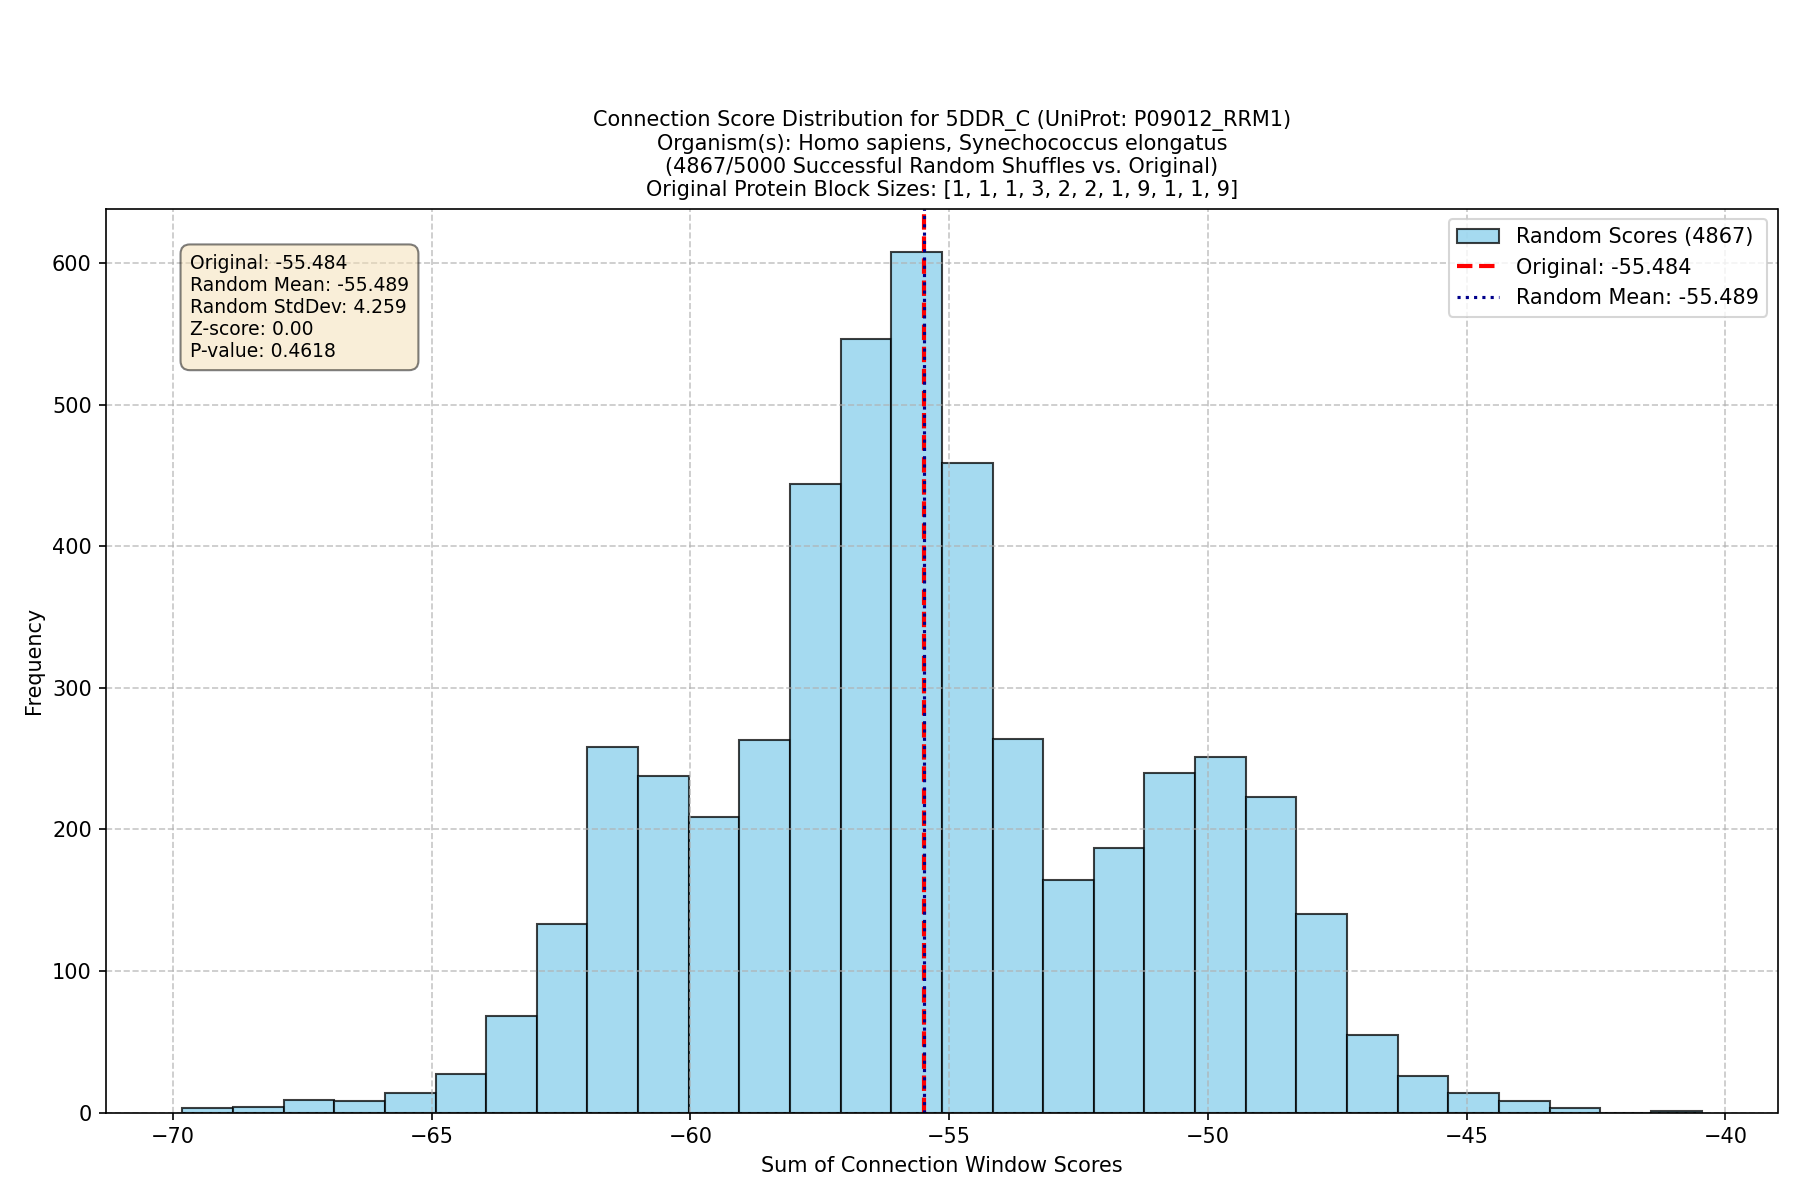 Connection Score Distribution for 5DDR_C (UniProt: P09012_RRM1)
Organism(s): Homo sapiens, Synechococcus elongatus
(4867/5000 Successful Random Shuffles vs. Original)
Original Protein Block Sizes: [1, 1, 1, 3, 2, 2, 1, 9, 1, 1, 9]
Original: -55.484
Random Mean: -55.489
Random StdDev: 4.259
Z-score: 0.00
P-value: 0.4618
Random Scores (4867)
Original: -55.484
Random Mean: -55.489
Frequency
600
500
400
300
200
100
0
−70
−65
−60
−55
−50
−45
−40
Sum of Connection Window Scores